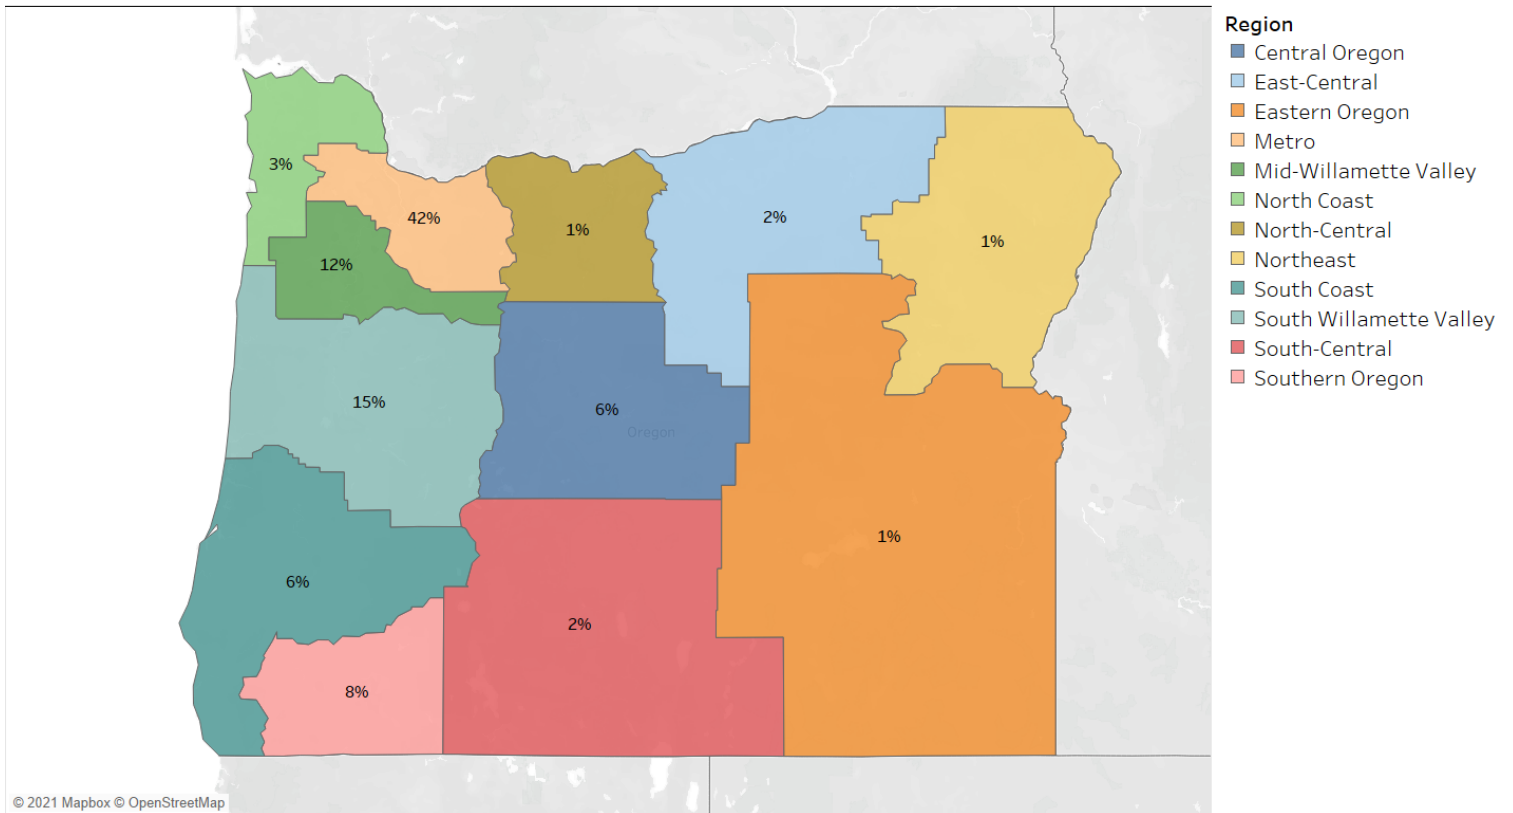 Region
Central Oregon
East-Central
Eastern Oregon
Metro
Mid-Willamette Valley
North Coast
North-Central
Northeast
South Coast
South Willamette Valley
South-Central
Southern Oregon
3%
42%
1%
2%
1%
12%
15%
6%
Oregon
1%
6%
2%
8%
© 2021 Mapbox © OpenStreetMap